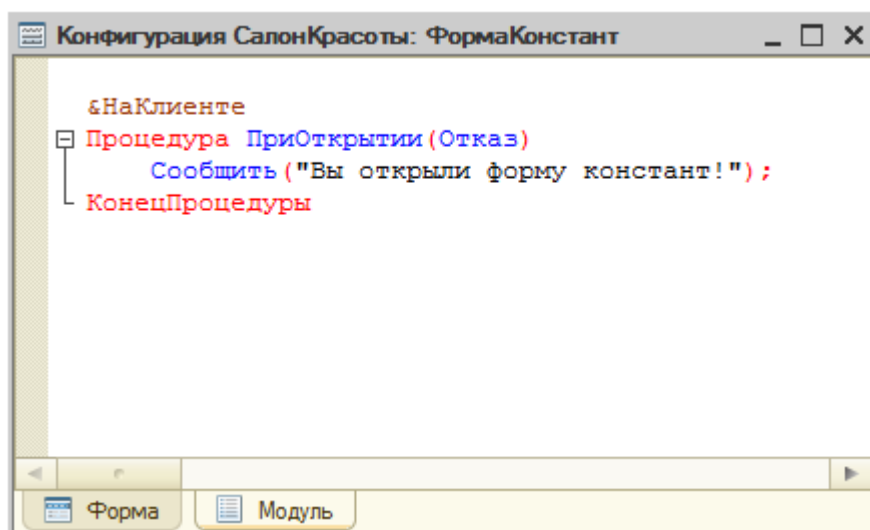 Конфигурация СалонКрасоты: ФормаКонстант
&НаКлиенте
Процедура ПриОткрытии(Отказ)
Сообщить("Вы открыли форму констант!");
КонецПроцедуры
Форма Модуль